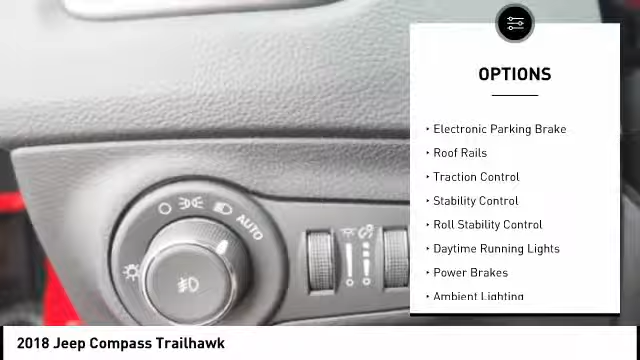 OPTIONS
‣ Electronic Parking Brake
‣ Roof Rails
‣ Traction Control
‣ Stability Control
‣ Roll Stability Control
‣ Daytime Running Lights
‣ Power Brakes
‣ Ambient Lighting
AUTO
2018 Jeep Compass Trailhawk